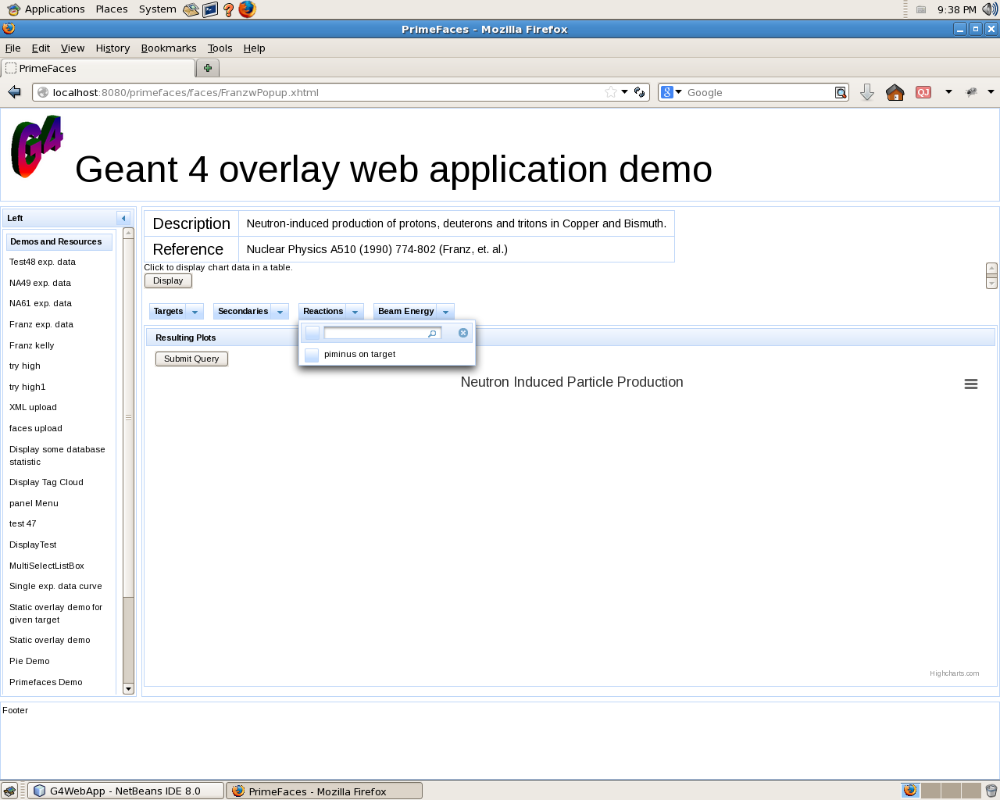 Applications Places System 9:38 PM
PrimeFaces - Mozilla Firefox
File Edit View History Bookmarks Tools Help
PrimeFaces
localhost:8080/primefaces/faces/FranzwPopup.xhtml
8 Google QJ
G4 Geant 4 overlay web application demo
Left
Demos and Resources
Test48 exp. data
NA49 exp. data
NA61 exp. data
Franz exp. data
Franz kelly
try high
try high1
XML upload
faces upload
Display some database
statistic
Display Tag Cloud
panel Menu
test 47
DisplayTest
MultiSelectListBox
Single exp. data curve
Static overlay demo for
given target
Static overlay demo
Pie Demo
Primefaces Demo
Description Neutron-induced production of protons, deuterons and tritons in Copper and Bismuth.
Reference Nuclear Physics A510 (1990) 774-802 (Franz, et. al.)
Click to display chart data in a table.
Display
Targets Secondaries Reactions Beam Energy
Resulting Plots
piminus on target
Submit Query
Neutron Induced Particle Production
Highcharts.com
Footer
G4WebApp - NetBeans IDE 8.0 PrimeFaces - Mozilla Firefox